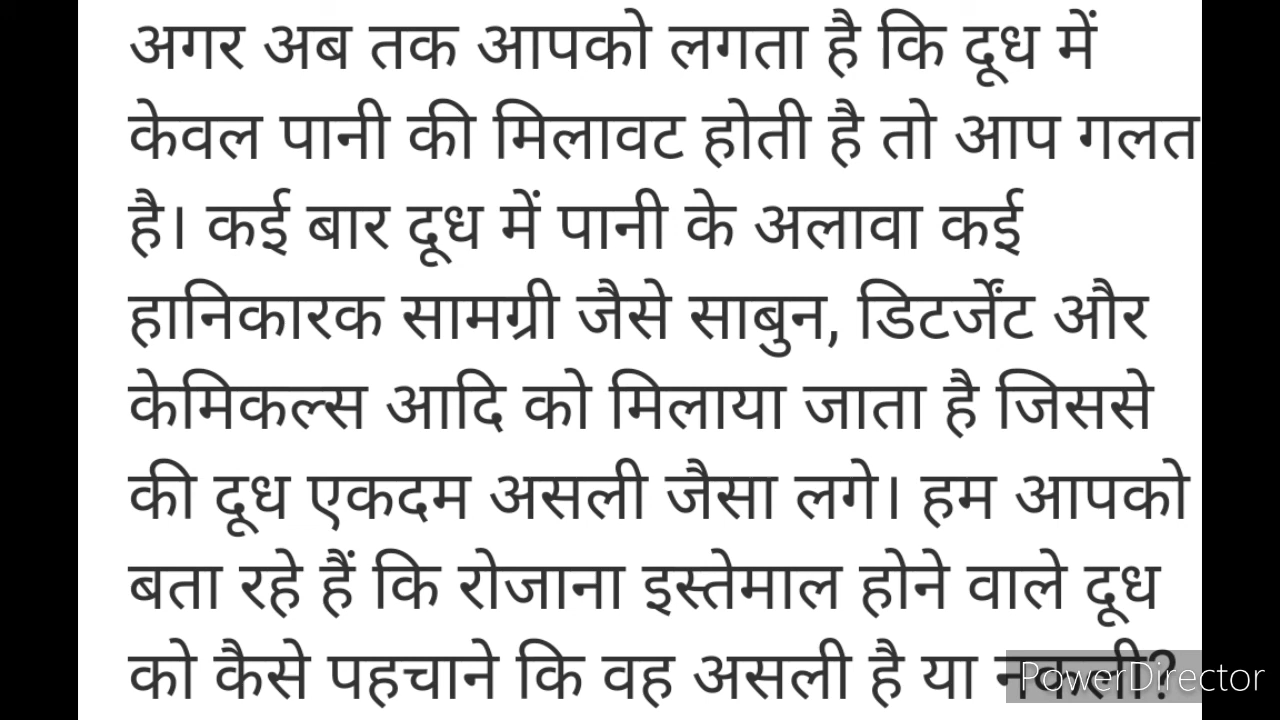 अगर अब तक आपको लगता है कि दूध में
केवल पानी की मिलावट होती है तो आप गलत
है। कई बार दूध में पानी के अलावा कई
हानिकारक सामग्री जैसे साबुन, डिटर्जेंट और
केमिकल्स आदि को मिलाया जाता है जिससे
की दूध एकदम असली जैसा लगे। हम आपको
बता रहे हैं कि रोजाना इस्तेमाल होने वाले दूध
को कैसे पहचाने कि वह असली है या नकली?
PowerDirector